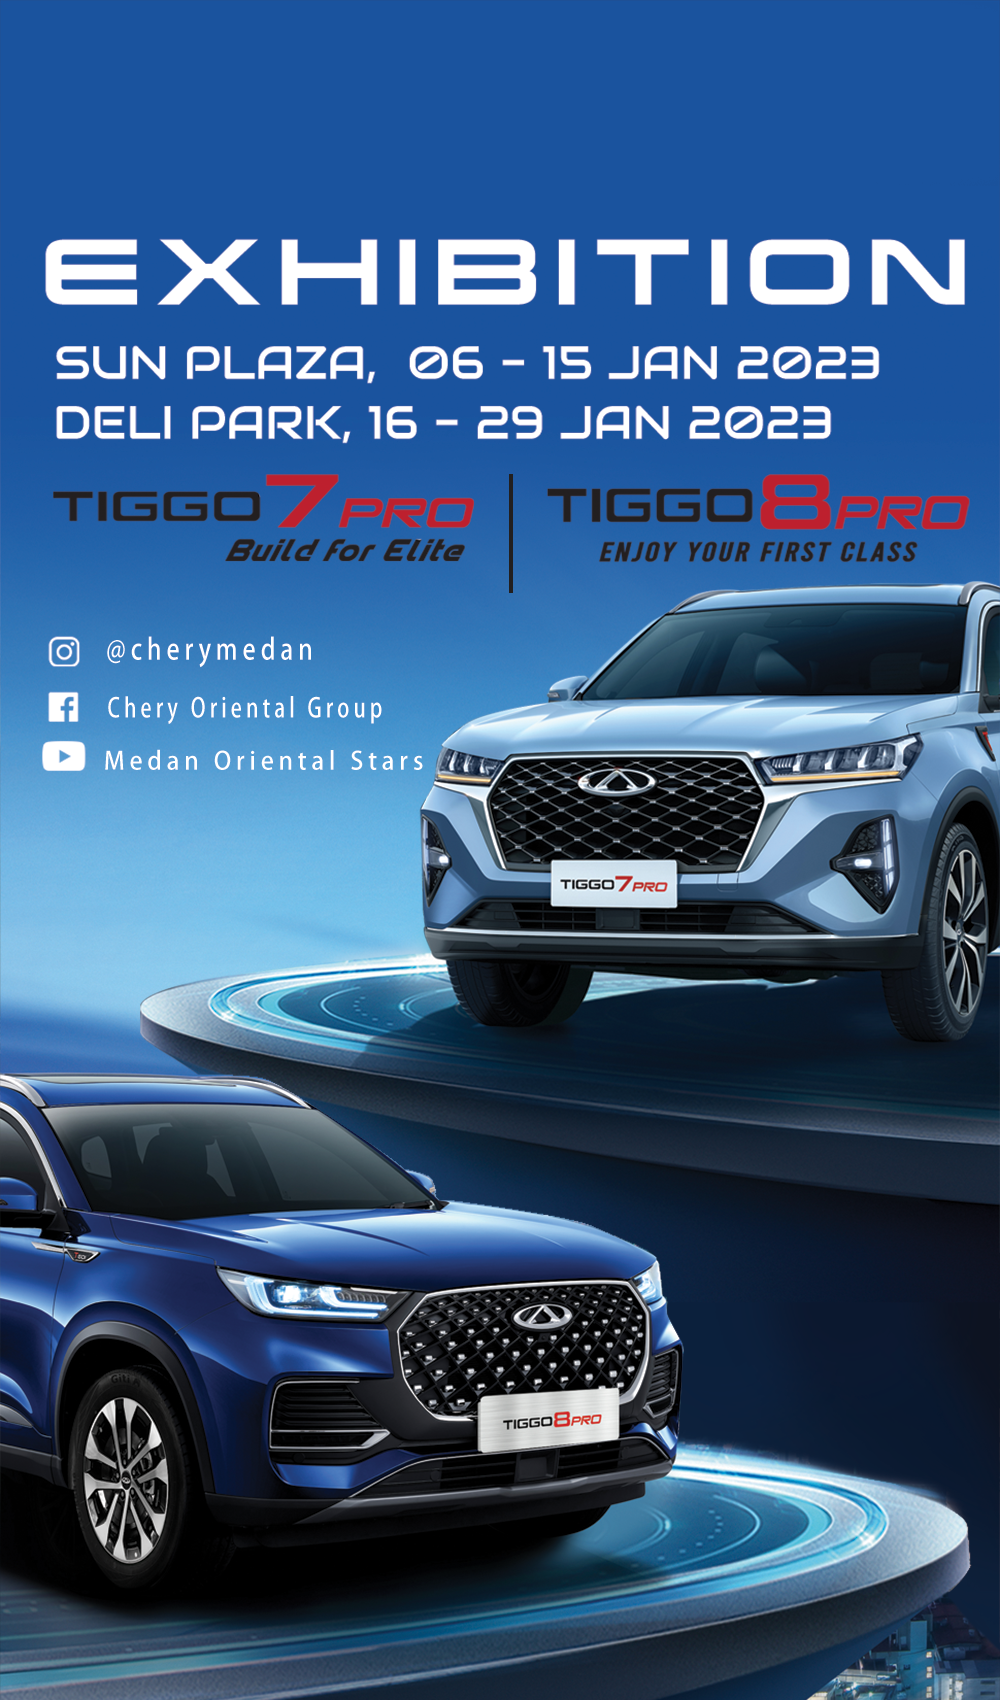 EXHIBITION
SUN PLAZA, 06 - 15 JAN 2023
DELI PARK, 16 - 29 JAN 2023
TIGGO 7 PRO
Build For Elite
TIGGO 8 PRO
ENJOY YOUR FIRST CLASS
@cherymedan
Chery Oriental Group
Medan Oriental Stars
TIGGO 7 PRO
TIGGO 8 PRO